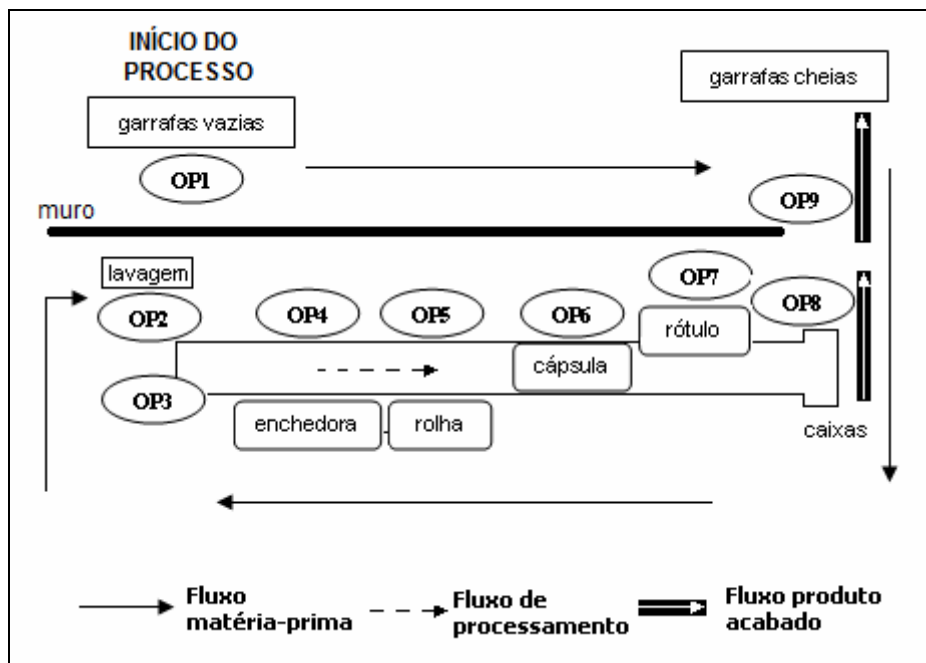 INÍCIO DO
PROCESSO
garrafas vazias
garrafas cheias
OP1
OP9
muro
lavagem
OP2
OP4
OP5
OP6
OP7
OP8
rótulo
cápsula
OP3
enchedora
rolha
caixas
Fluxo
matéria-prima
Fluxo de
processamento
Fluxo produto
acabado